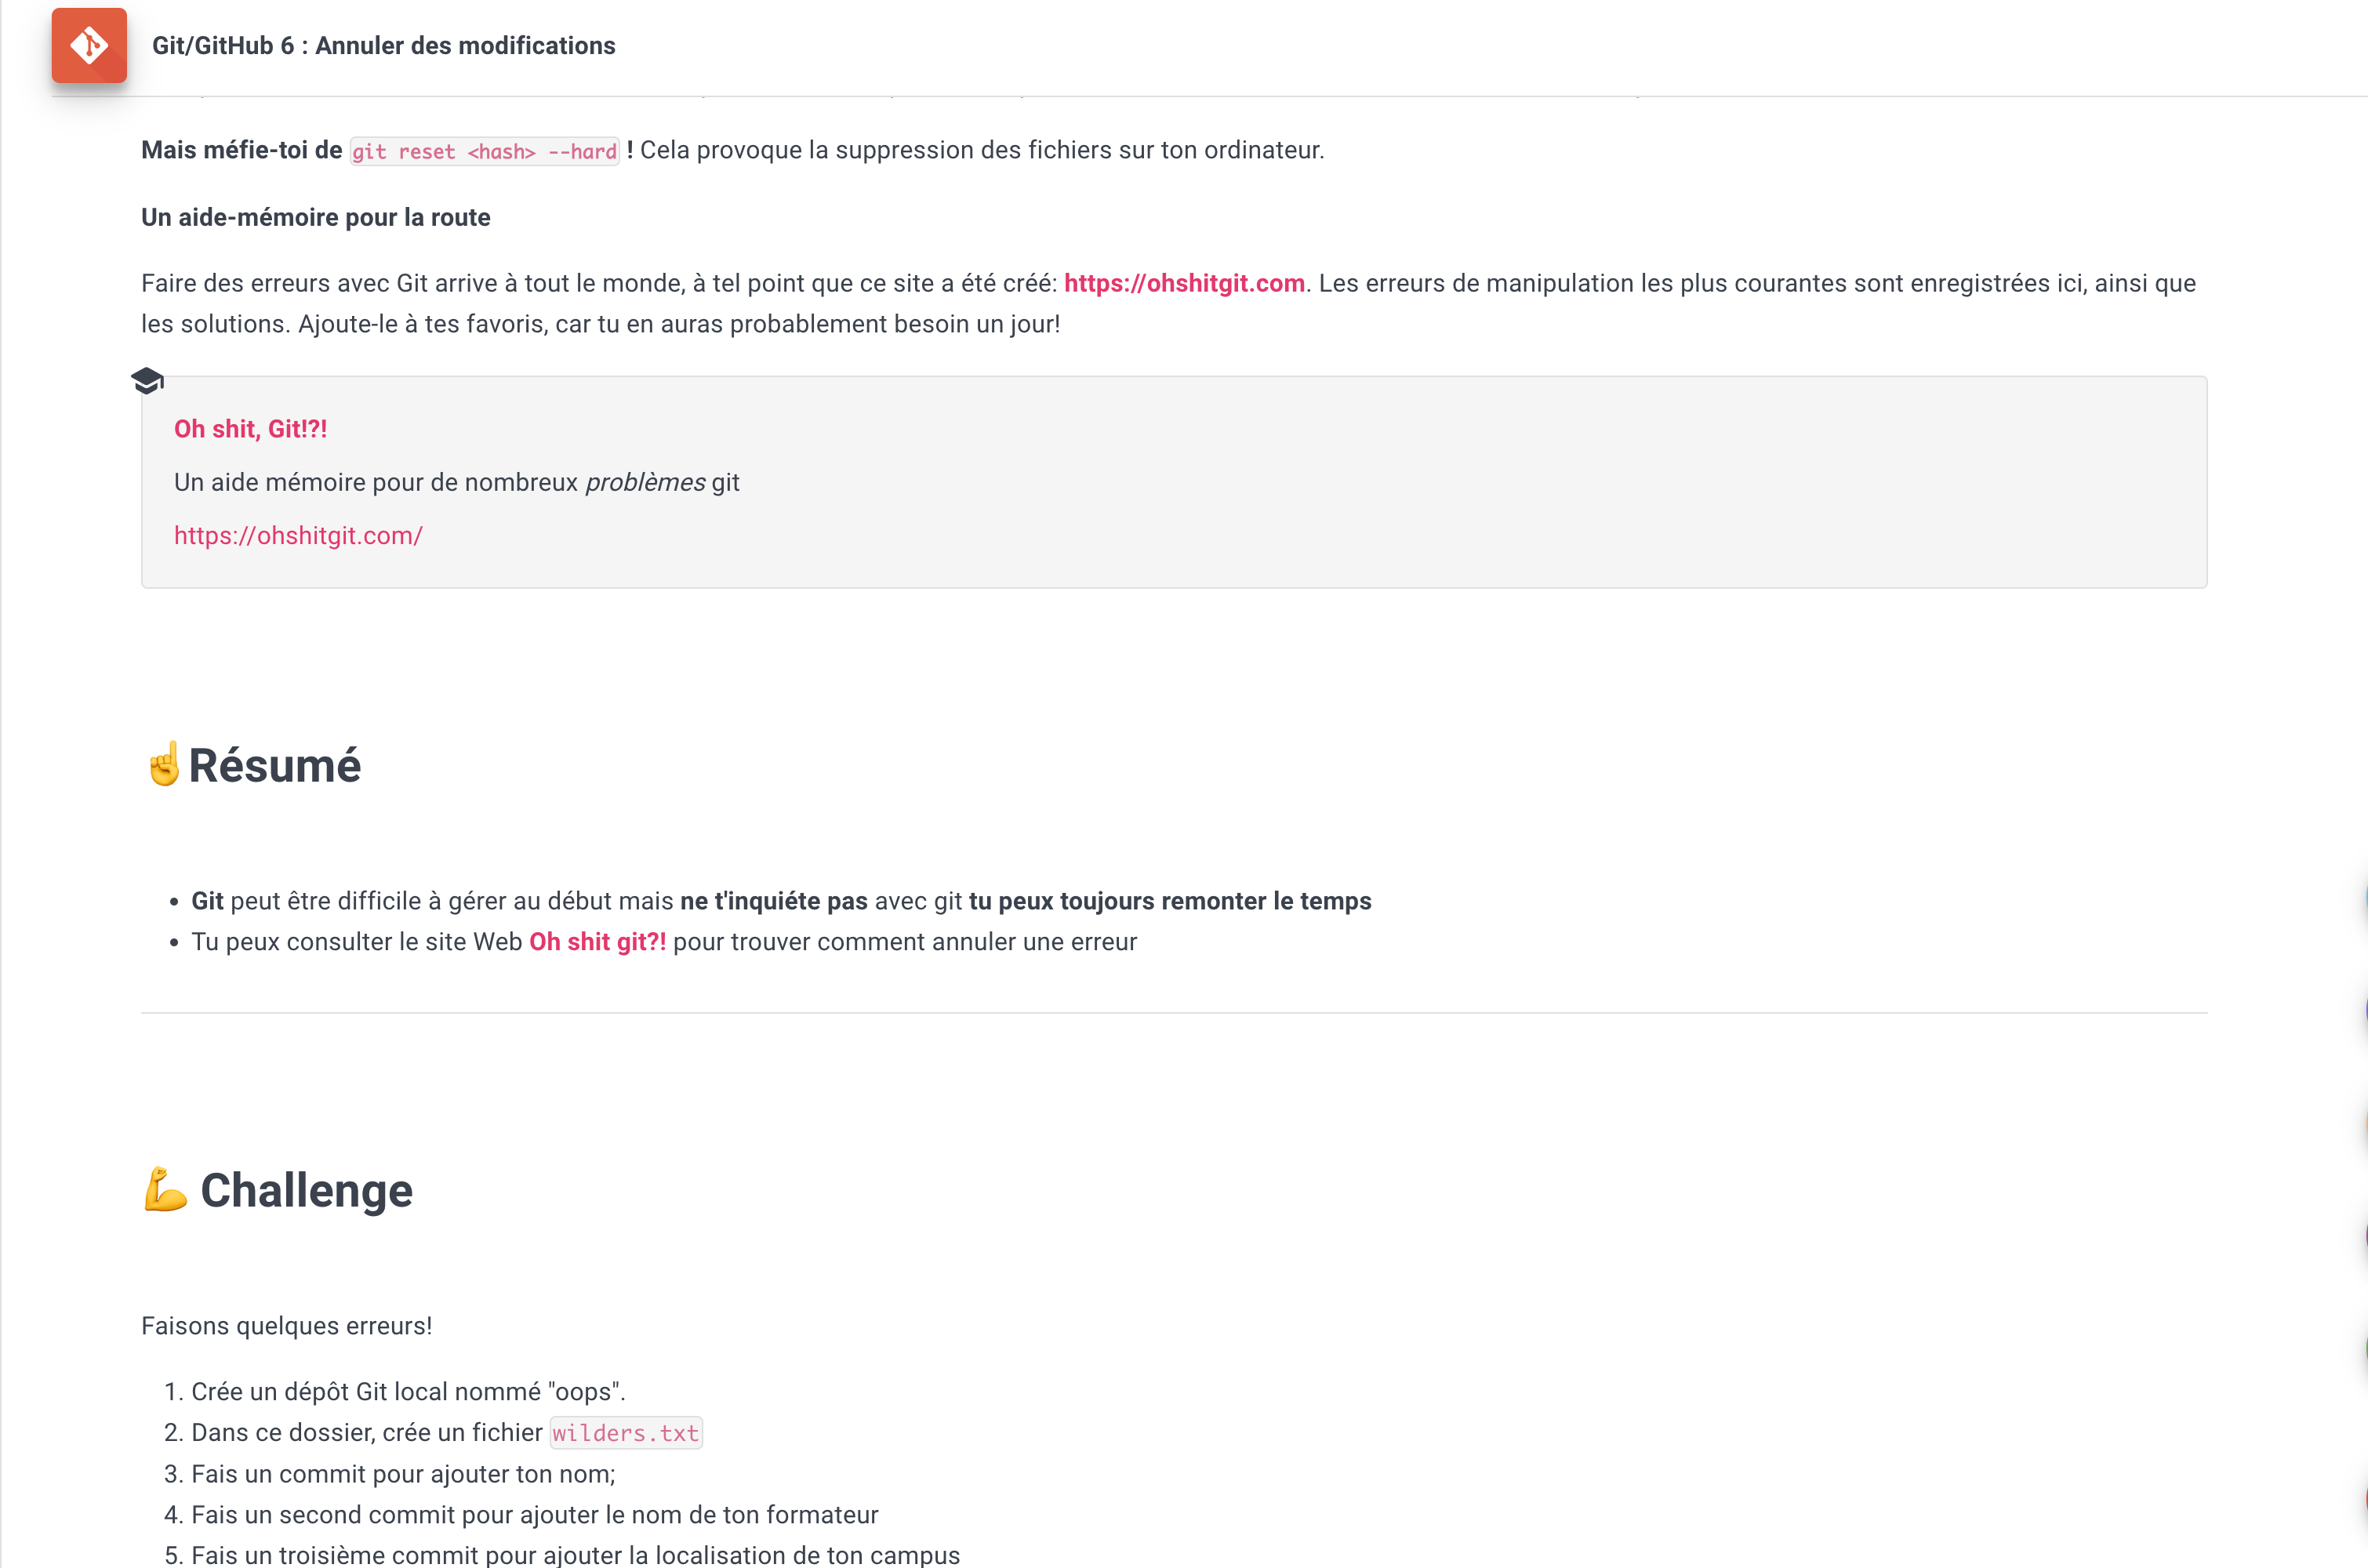 Git/GitHub 6 : Annuler des modifications
Mais méfie-toi de git reset <hash> --hard ! Cela provoque la suppression des fichiers sur ton ordinateur.
Un aide-mémoire pour la route
Faire des erreurs avec Git arrive à tout le monde, à tel point que ce site a été créé: https://ohshitgit.com. Les erreurs de manipulation les plus courantes sont enregistrées ici, ainsi que
les solutions. Ajoute-le à tes favoris, car tu en auras probablement besoin un jour!
Oh shit, Git!?!
Un aide mémoire pour de nombreux problèmes git
https://ohshitgit.com/
☝️Résumé
• Git peut être difficile à gérer au début mais ne t'inquiéte pas avec git tu peux toujours remonter le temps
• Tu peux consulter le site Web Oh shit git?! pour trouver comment annuler une erreur
💪 Challenge
Faisons quelques erreurs!
1. Crée un dépôt Git local nommé "oops".
2. Dans ce dossier, crée un fichier wilders.txt
3. Fais un commit pour ajouter ton nom;
4. Fais un second commit pour ajouter le nom de ton formateur
5. Fais un troisième commit pour ajouter la localisation de ton campus